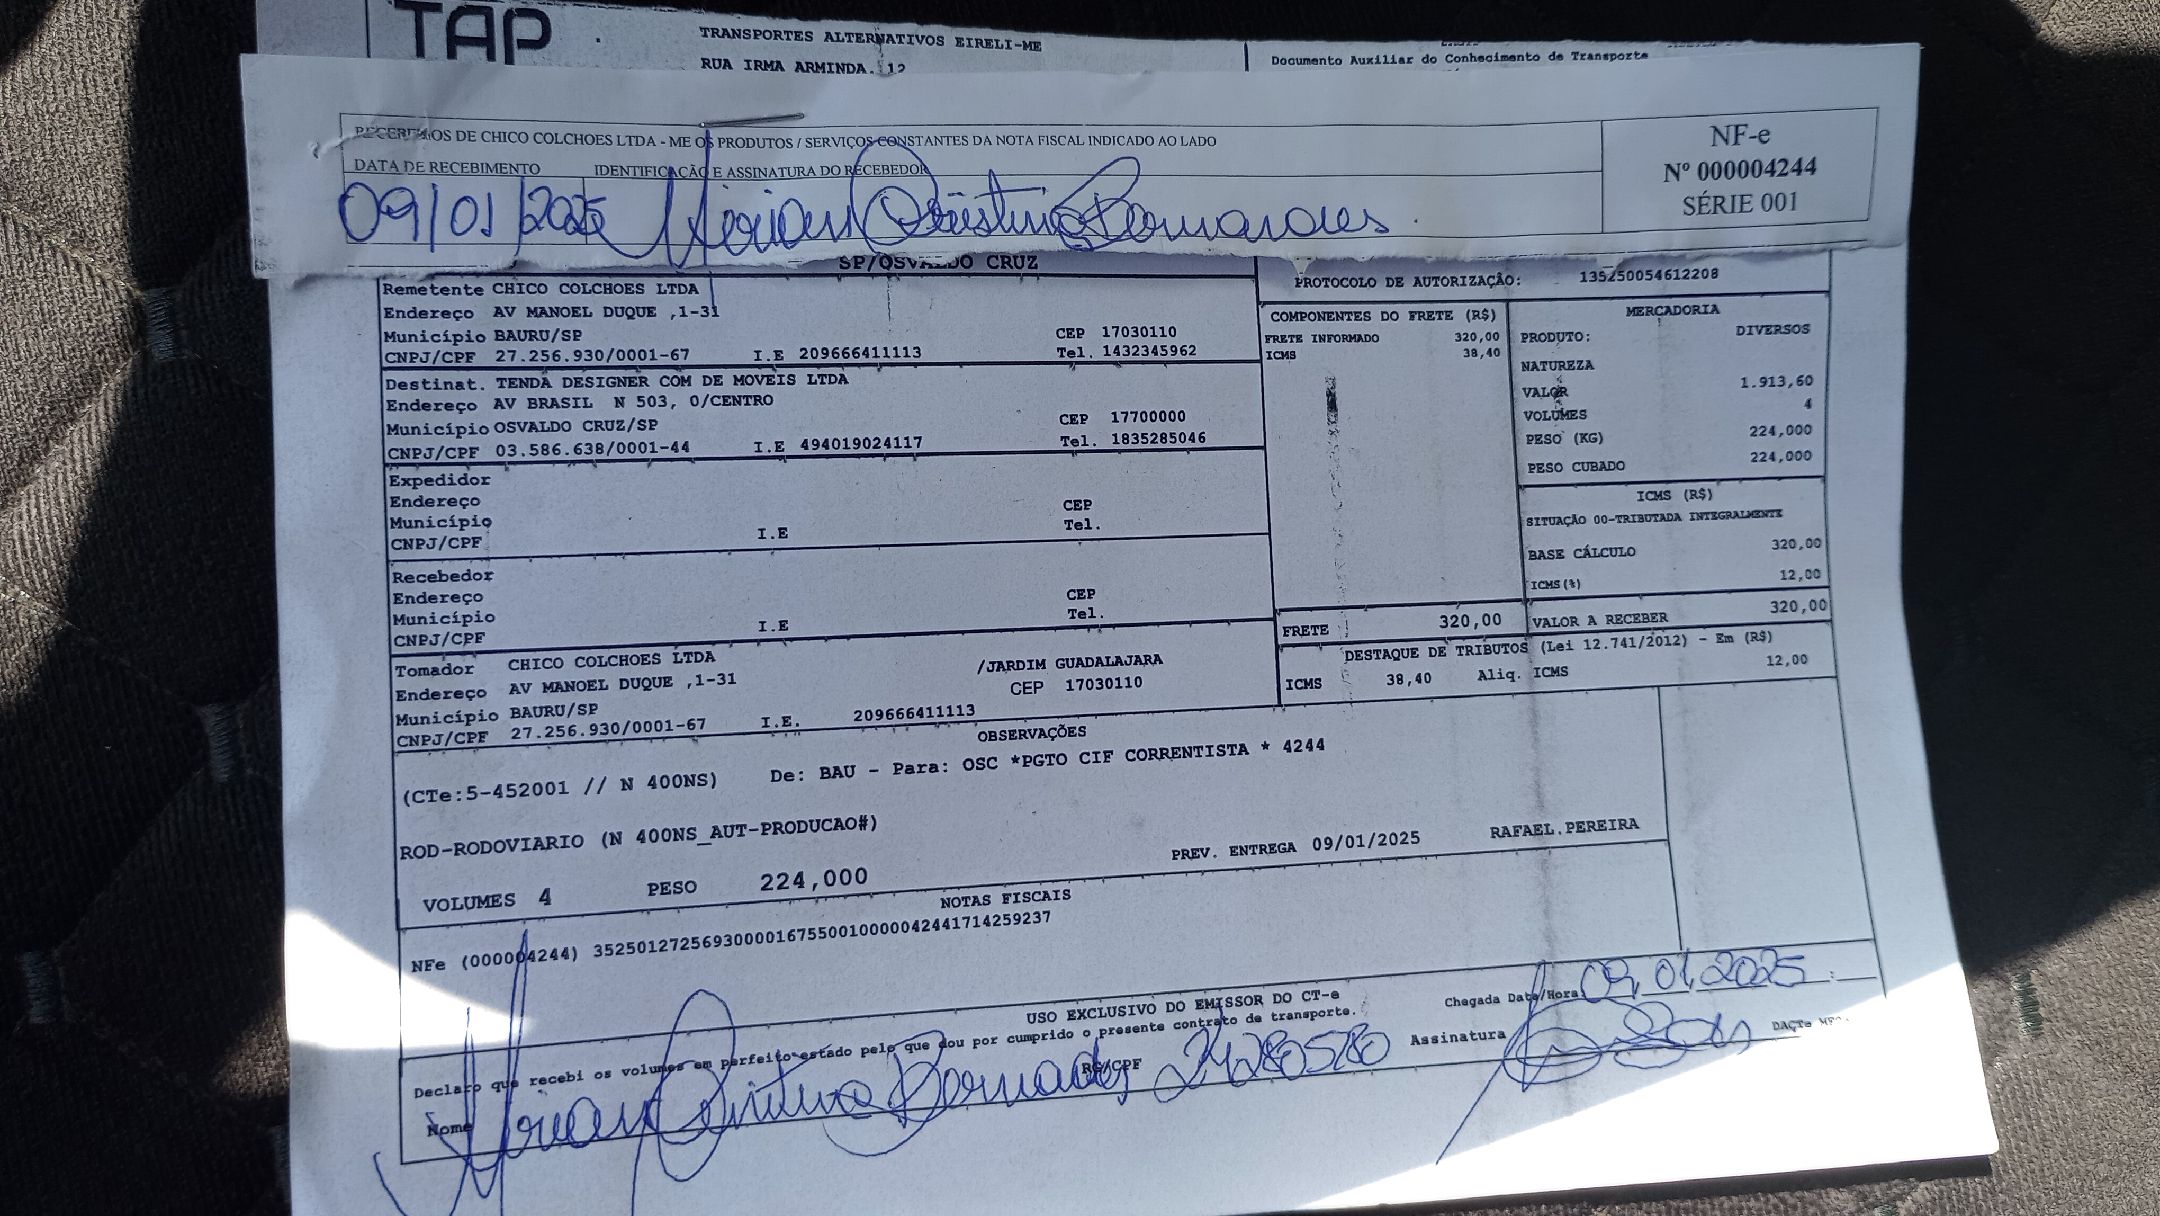 TAP
TRANSPORTES ALTERNATIVOS EIRELI-ME
RUA IRMA ARMINDA, 12
Documento Auxiliar do Conhecimento de Transporte
RECEBEMOS DE CHICO COLCHOES LTDA - ME OS PRODUTOS / SERVIÇOS CONSTANTES DA NOTA FISCAL INDICADO AO LADO
DATA DE RECEBIMENTO IDENTIFICAÇÃO E ASSINATURA DO RECEBEDOR
09/01/2025 Mirian Cristina Bernardes
NF-e
Nº 000004244
SÉRIE 001
SP/OSVALDO CRUZ
Remetente CHICO COLCHOES LTDA
Endereço AV MANOEL DUQUE ,1-31
Município BAURU/SP CEP 17030110
CNPJ/CPF 27.256.930/0001-67 I.E 209666411113 Tel. 1432345962
Destinat. TENDA DESIGNER COM DE MOVEIS LTDA
Endereço AV BRASIL N 503, 0/CENTRO
Município OSVALDO CRUZ/SP CEP 17700000
CNPJ/CPF 03.586.638/0001-44 I.E 494019024117 Tel. 1835285046
Expedidor
Endereço CEP
Município Tel.
CNPJ/CPF I.E
Recebedor
Endereço CEP
Município Tel.
CNPJ/CPF I.E
Tomador CHICO COLCHOES LTDA /JARDIM GUADALAJARA
Endereço AV MANOEL DUQUE ,1-31 CEP 17030110
Município BAURU/SP
CNPJ/CPF 27.256.930/0001-67 I.E. 209666411113
PROTOCOLO DE AUTORIZAÇÃO: 135250054612208
COMPONENTES DO FRETE (R$)
FRETE INFORMADO 320,00
ICMS 38,40
MERCADORIA
PRODUTO: DIVERSOS
NATUREZA
VALOR 1.913,60
VOLUMES 4
PESO (KG) 224,000
PESO CUBADO 224,000
ICMS (R$)
SITUAÇÃO 00-TRIBUTADA INTEGRALMENTE
BASE CÁLCULO 320,00
ICMS(%) 12,00
FRETE 320,00 VALOR A RECEBER 320,00
DESTAQUE DE TRIBUTOS (Lei 12.741/2012) - Em (R$)
ICMS 38,40 Aliq. ICMS 12,00
OBSERVAÇÕES
(CTe:5-452001 // N 400NS) De: BAU - Para: OSC *PGTO CIF CORRENTISTA * 4244
ROD-RODOVIARIO (N 400NS_AUT-PRODUCAO#)
PREV. ENTREGA 09/01/2025 RAFAEL.PEREIRA
VOLUMES 4 PESO 224,000
NOTAS FISCAIS
NFe (000004244) 35250127256930000167550010000042441714259237
USO EXCLUSIVO DO EMISSOR DO CT-e
Declaro que recebi os volumes em perfeito estado pelo que dou por cumprido o presente contrato de transporte.
Chegada Data/Hora 09/01/2025 :
Nome Mirian Cristina Bernardes RG/CPF 24280580
Assinatura
DACTe